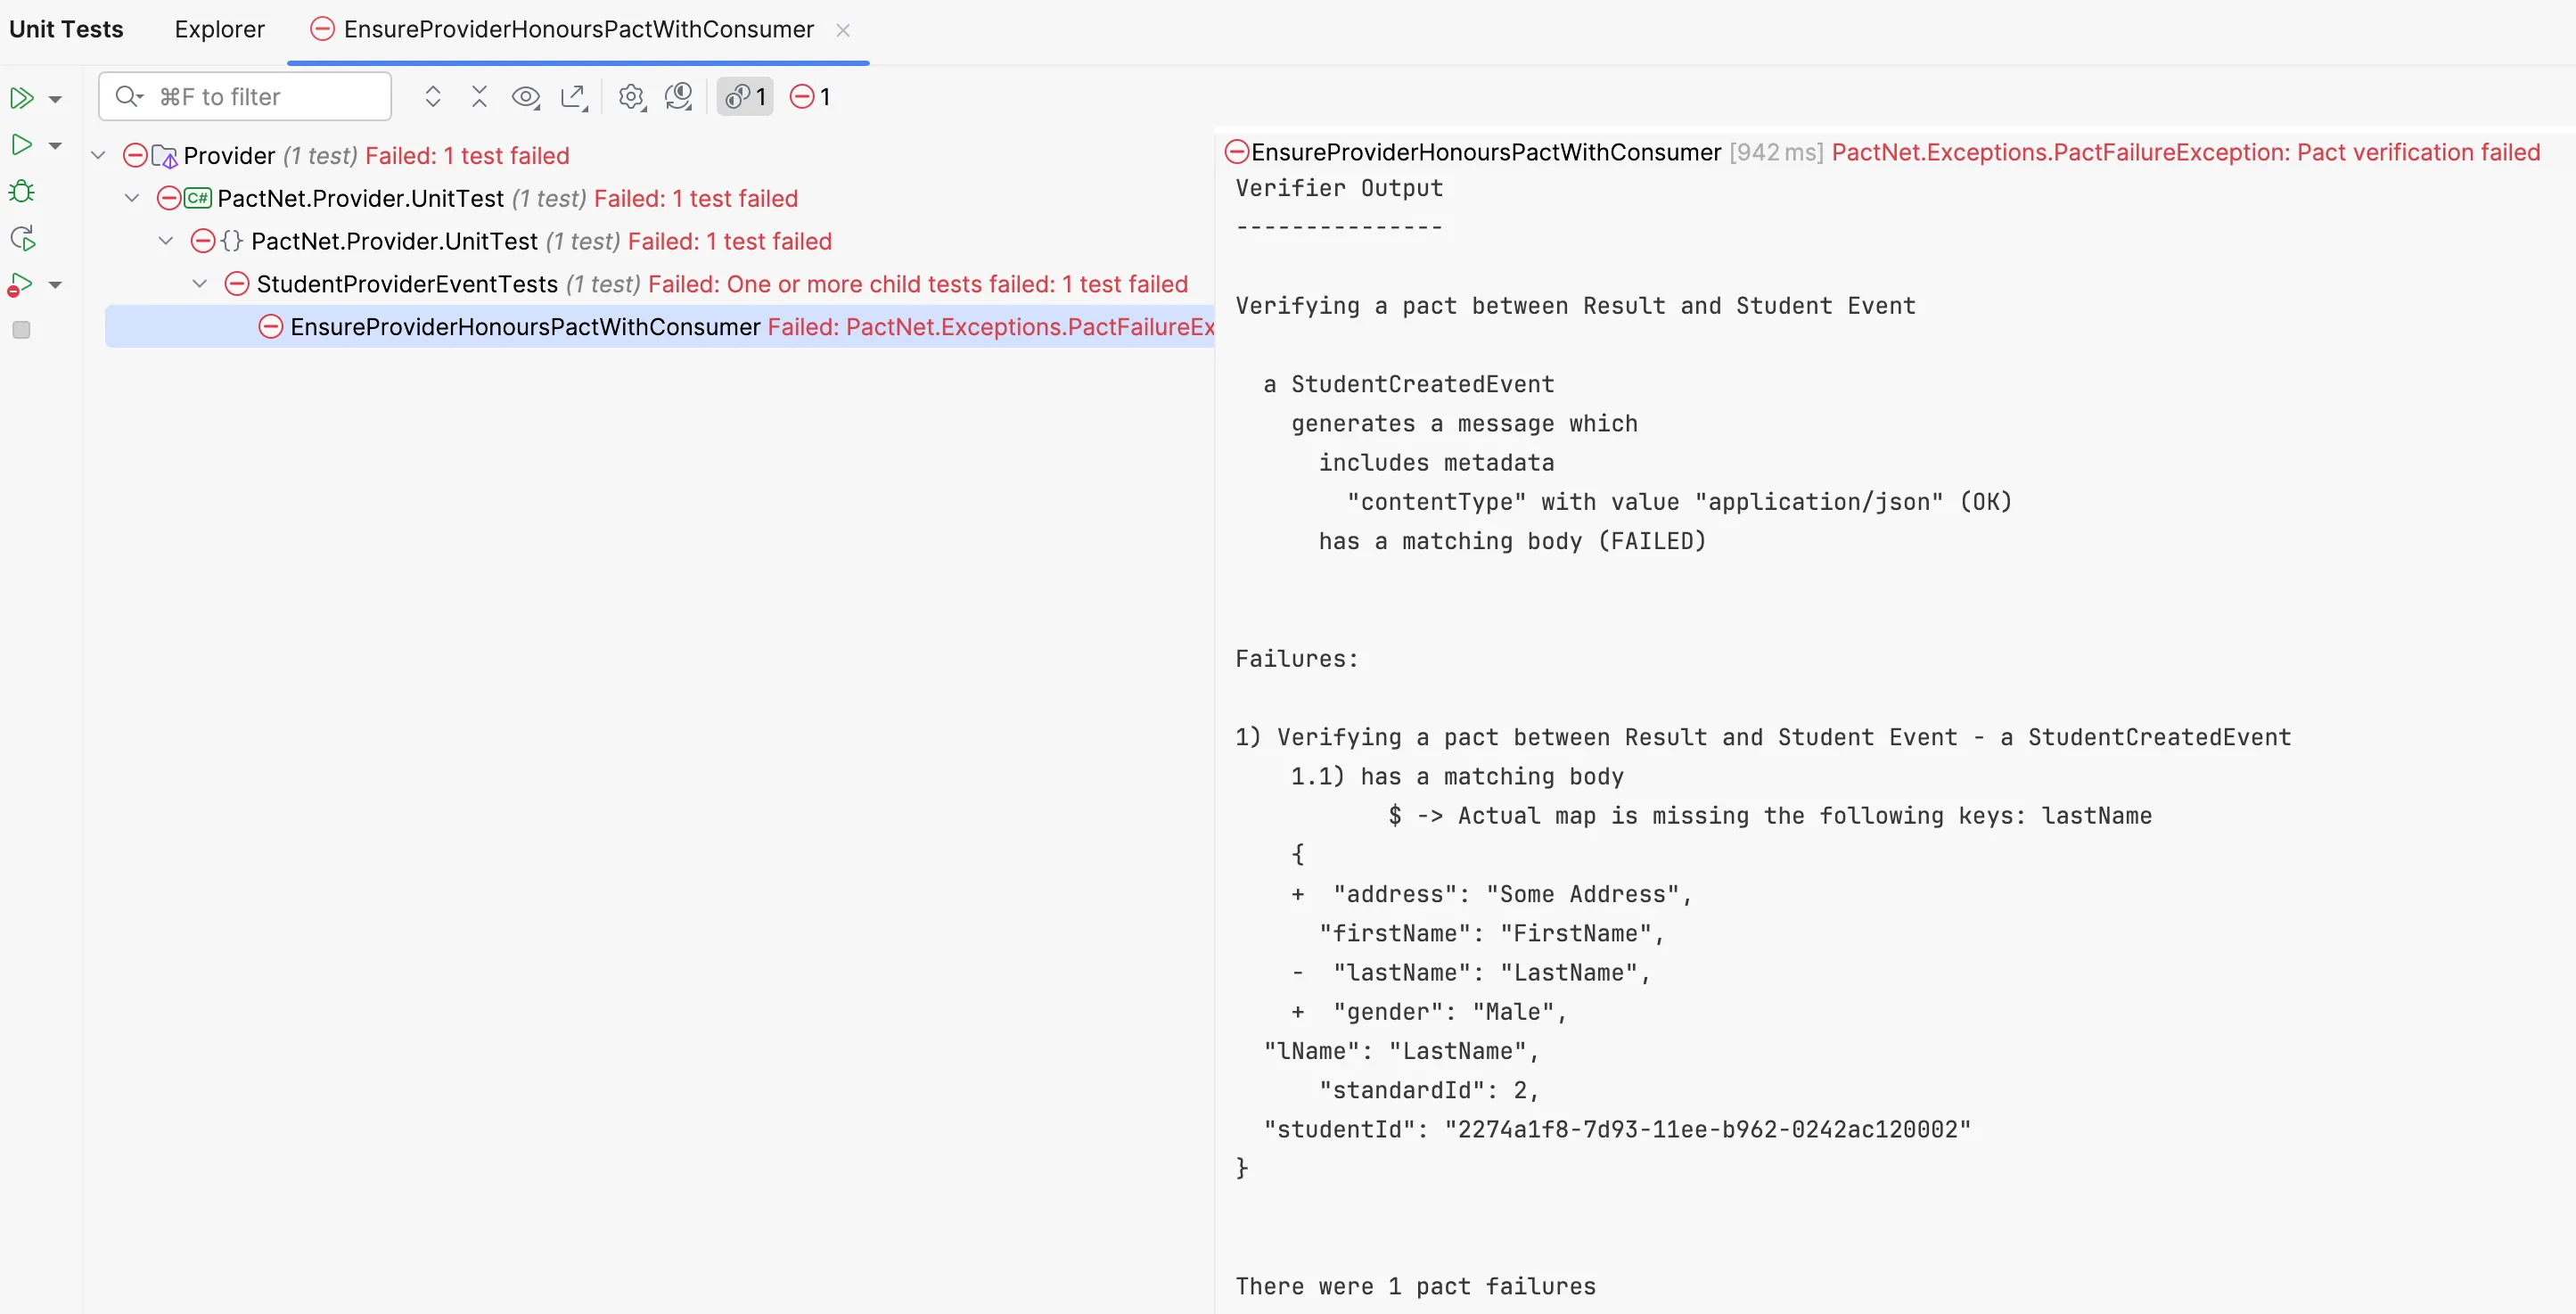 Unit Tests Explorer EnsureProviderHonoursPactWithConsumer
⌘F to filter 1 1
Provider (1 test) Failed: 1 test failed
C# PactNet.Provider.UnitTest (1 test) Failed: 1 test failed
{} PactNet.Provider.UnitTest (1 test) Failed: 1 test failed
StudentProviderEventTests (1 test) Failed: One or more child tests failed: 1 test failed
EnsureProviderHonoursPactWithConsumer Failed: PactNet.Exceptions.PactFailureEx
EnsureProviderHonoursPactWithConsumer [942 ms] PactNet.Exceptions.PactFailureException: Pact verification failed
Verifier Output
---------------
Verifying a pact between Result and Student Event
a StudentCreatedEvent
generates a message which
includes metadata
"contentType" with value "application/json" (OK)
has a matching body (FAILED)
Failures:
1) Verifying a pact between Result and Student Event - a StudentCreatedEvent
1.1) has a matching body
$ -> Actual map is missing the following keys: lastName
{
+ "address": "Some Address",
"firstName": "FirstName",
- "lastName": "LastName",
+ "gender": "Male",
"lName": "LastName",
"standardId": 2,
"studentId": "2274a1f8-7d93-11ee-b962-0242ac120002"
}
There were 1 pact failures